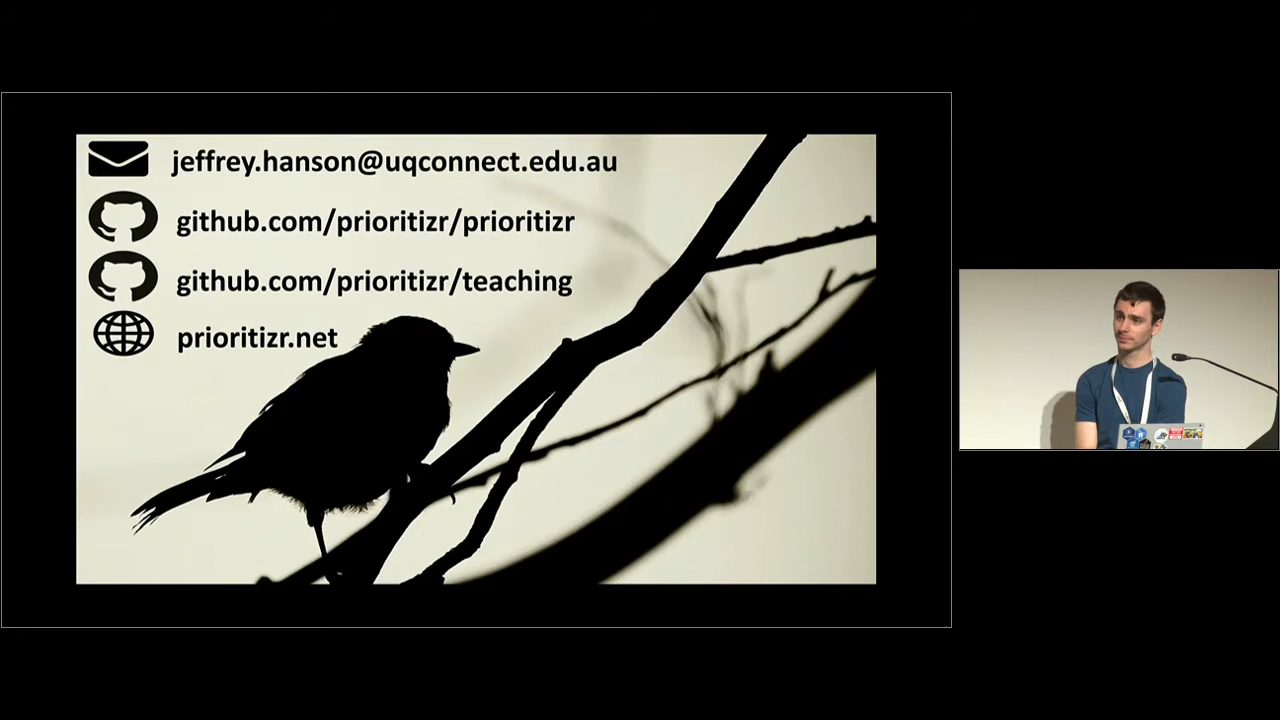 jeffrey.hanson@uqconnect.edu.au
github.com/prioritizr/prioritizr
github.com/prioritizr/teaching
prioritizr.net